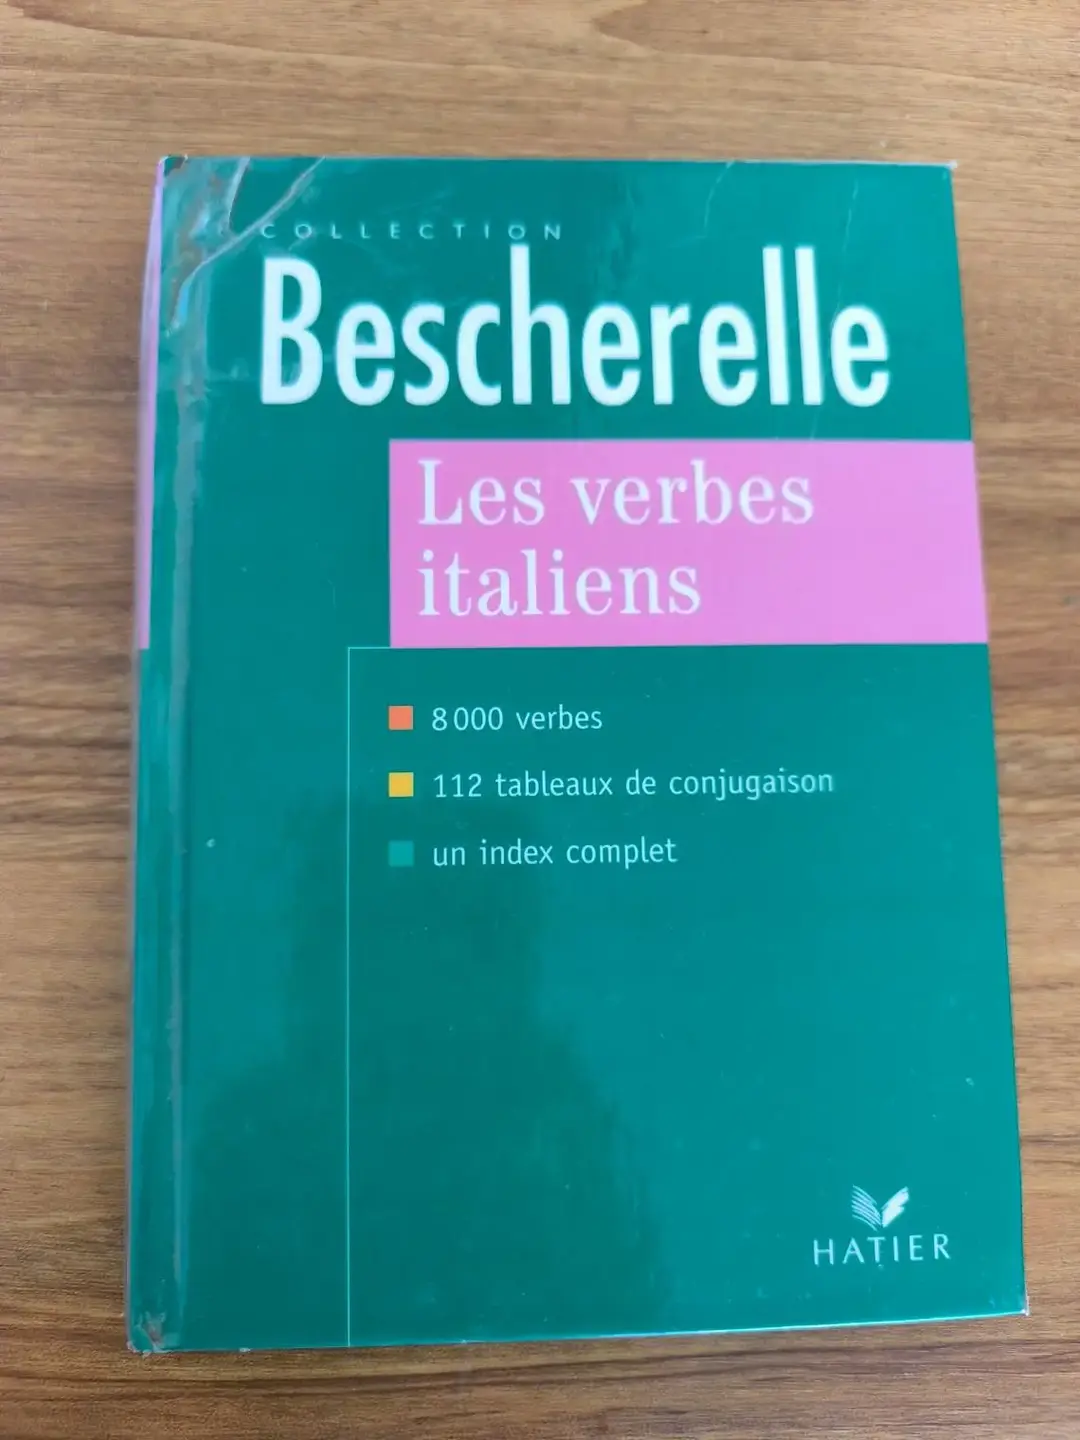 COLLECTION
Bescherelle
Les verbes
italiens
8 000 verbes
112 tableaux de conjugaison
un index complet
HATIER